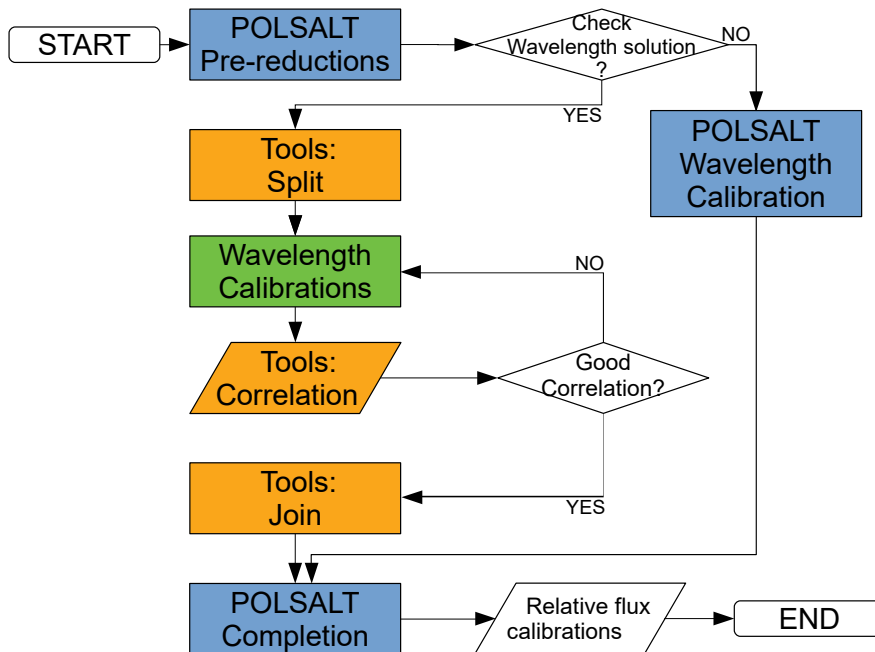 START
POLSALT
Pre-reductions
Check
Wavelength solution
?
NO
YES
POLSALT
Wavelength
Calibration
Tools:
Split
Wavelength
Calibrations
NO
Tools:
Correlation
Good
Correlation?
YES
Tools:
Join
POLSALT
Completion
Relative flux
calibrations
END